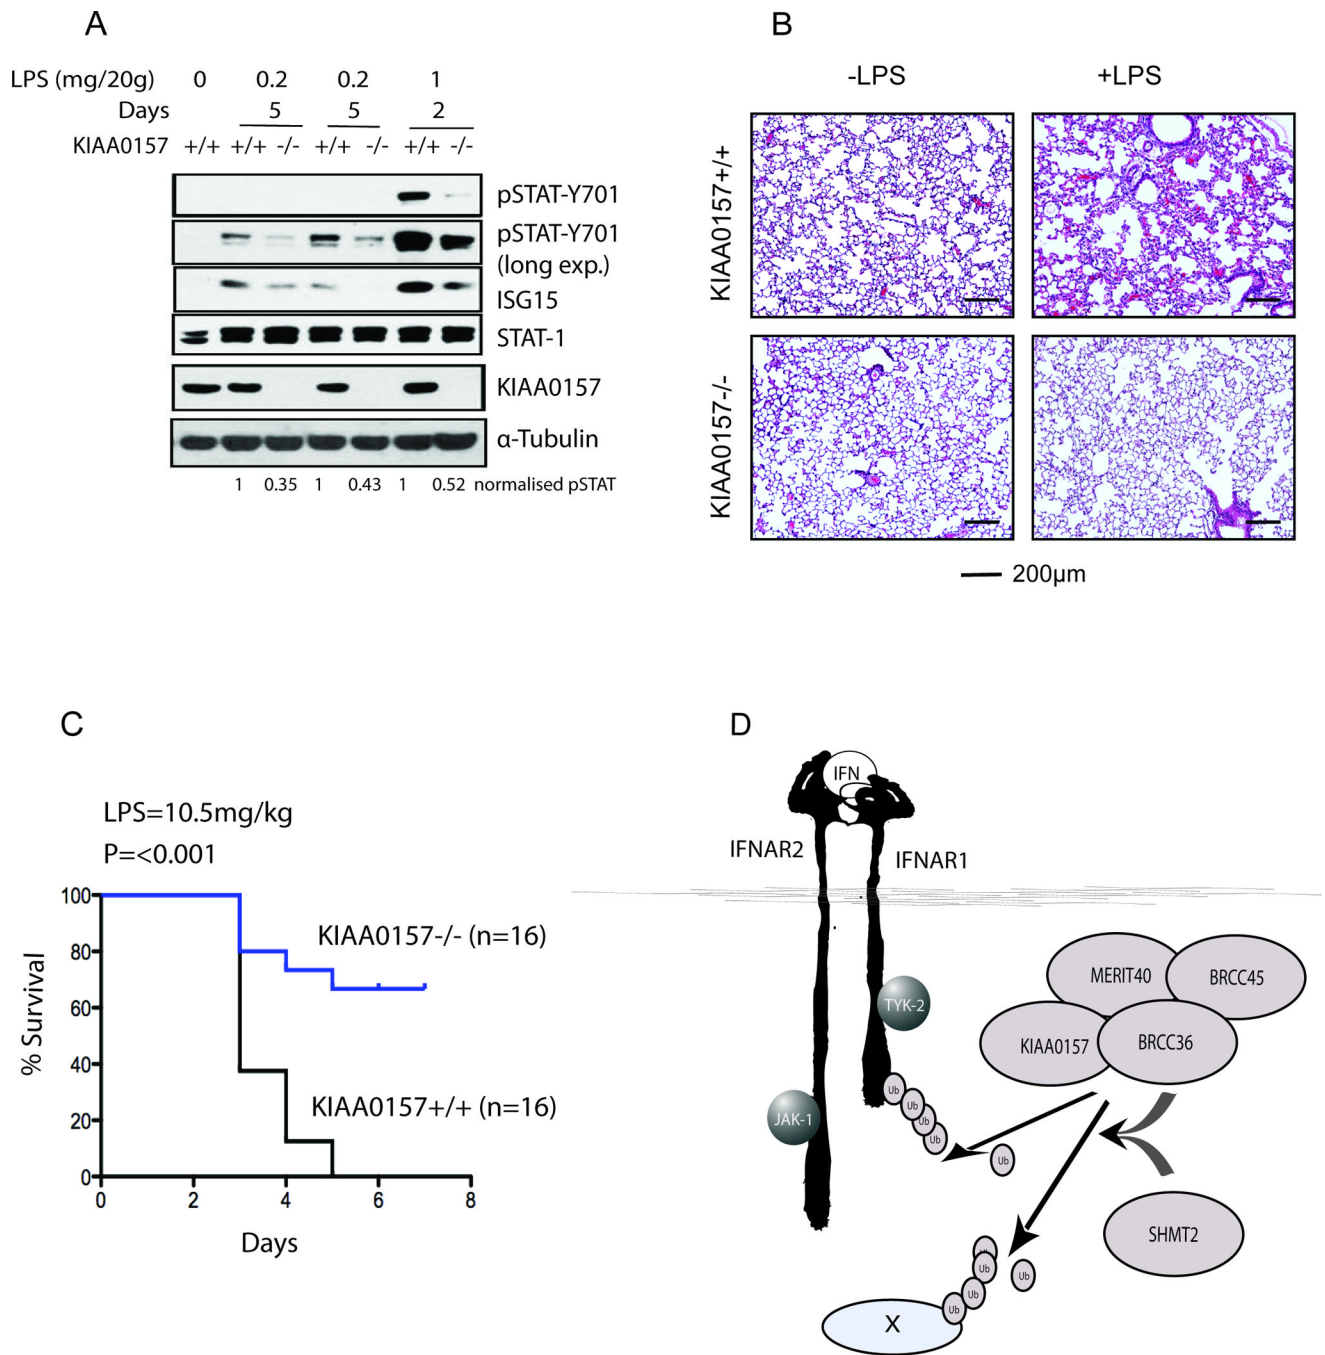 A
LPS (mg/20g) 0 0.2 0.2 1
Days 5 5 2
KIAA0157 +/+ +/+ -/- +/+ -/- +/+ -/-
pSTAT-Y701
pSTAT-Y701
(long exp.)
ISG15
STAT-1
KIAA0157
α-Tubulin
1 0.35 1 0.43 1 0.52 normalised pSTAT
B
-LPS +LPS
KIAA0157+/+
KIAA0157-/-
200µm
C
LPS=10.5mg/kg
P=<0.001
% Survival
100
80
60
40
20
0
KIAA0157-/- (n=16)
KIAA0157+/+ (n=16)
0 2 4 6 8
Days
D
IFN
IFNAR2
IFNAR1
MERIT40
BRCC45
TYK-2
KIAA0157
BRCC36
JAK-1
Ub
Ub
Ub
Ub
Ub
SHMT2
Ub
Ub
Ub
Ub
Ub
X